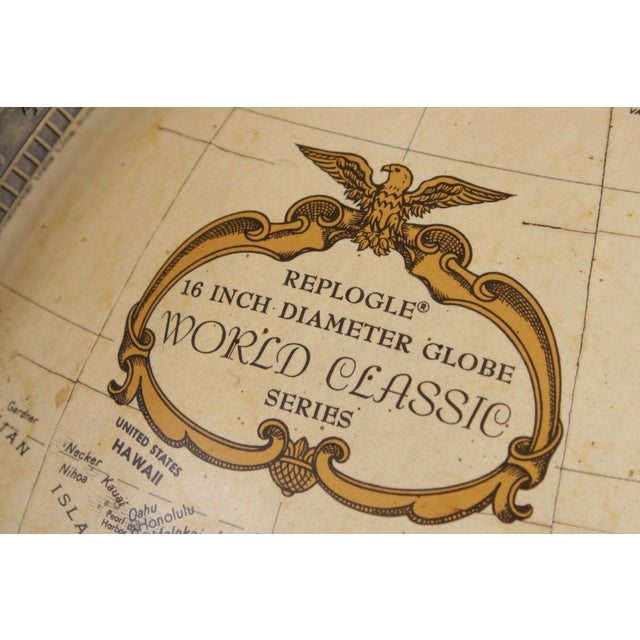 REPLOGLE®
16 INCH DIAMETER GLOBE
WORLD CLASSIC
SERIES
Gardner
UNITED STATES
HAWAII
Necker
Kauai
Nihoa
Oahu
Honolulu
Pearl
Harbor